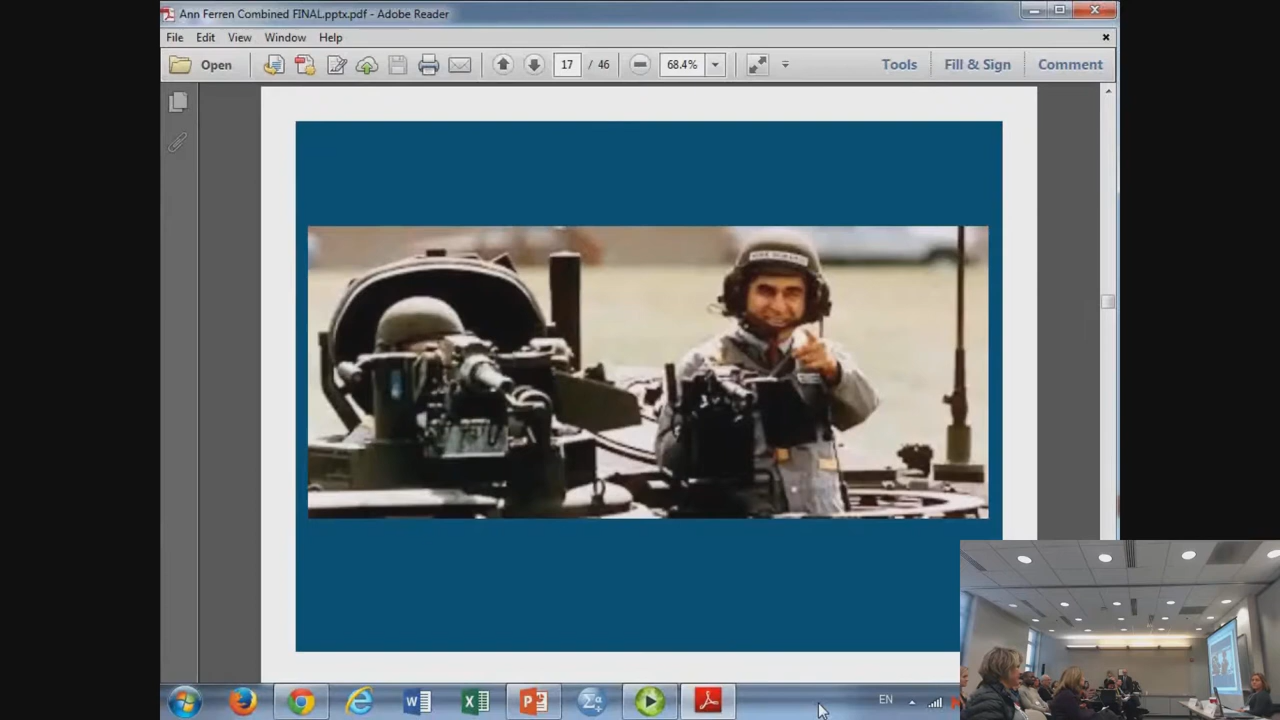 Ann Ferren Combined FINAL.pptx.pdf - Adobe Reader
File Edit View Window Help
Open 17 / 46 68.4% Tools Fill & Sign Comment
EN